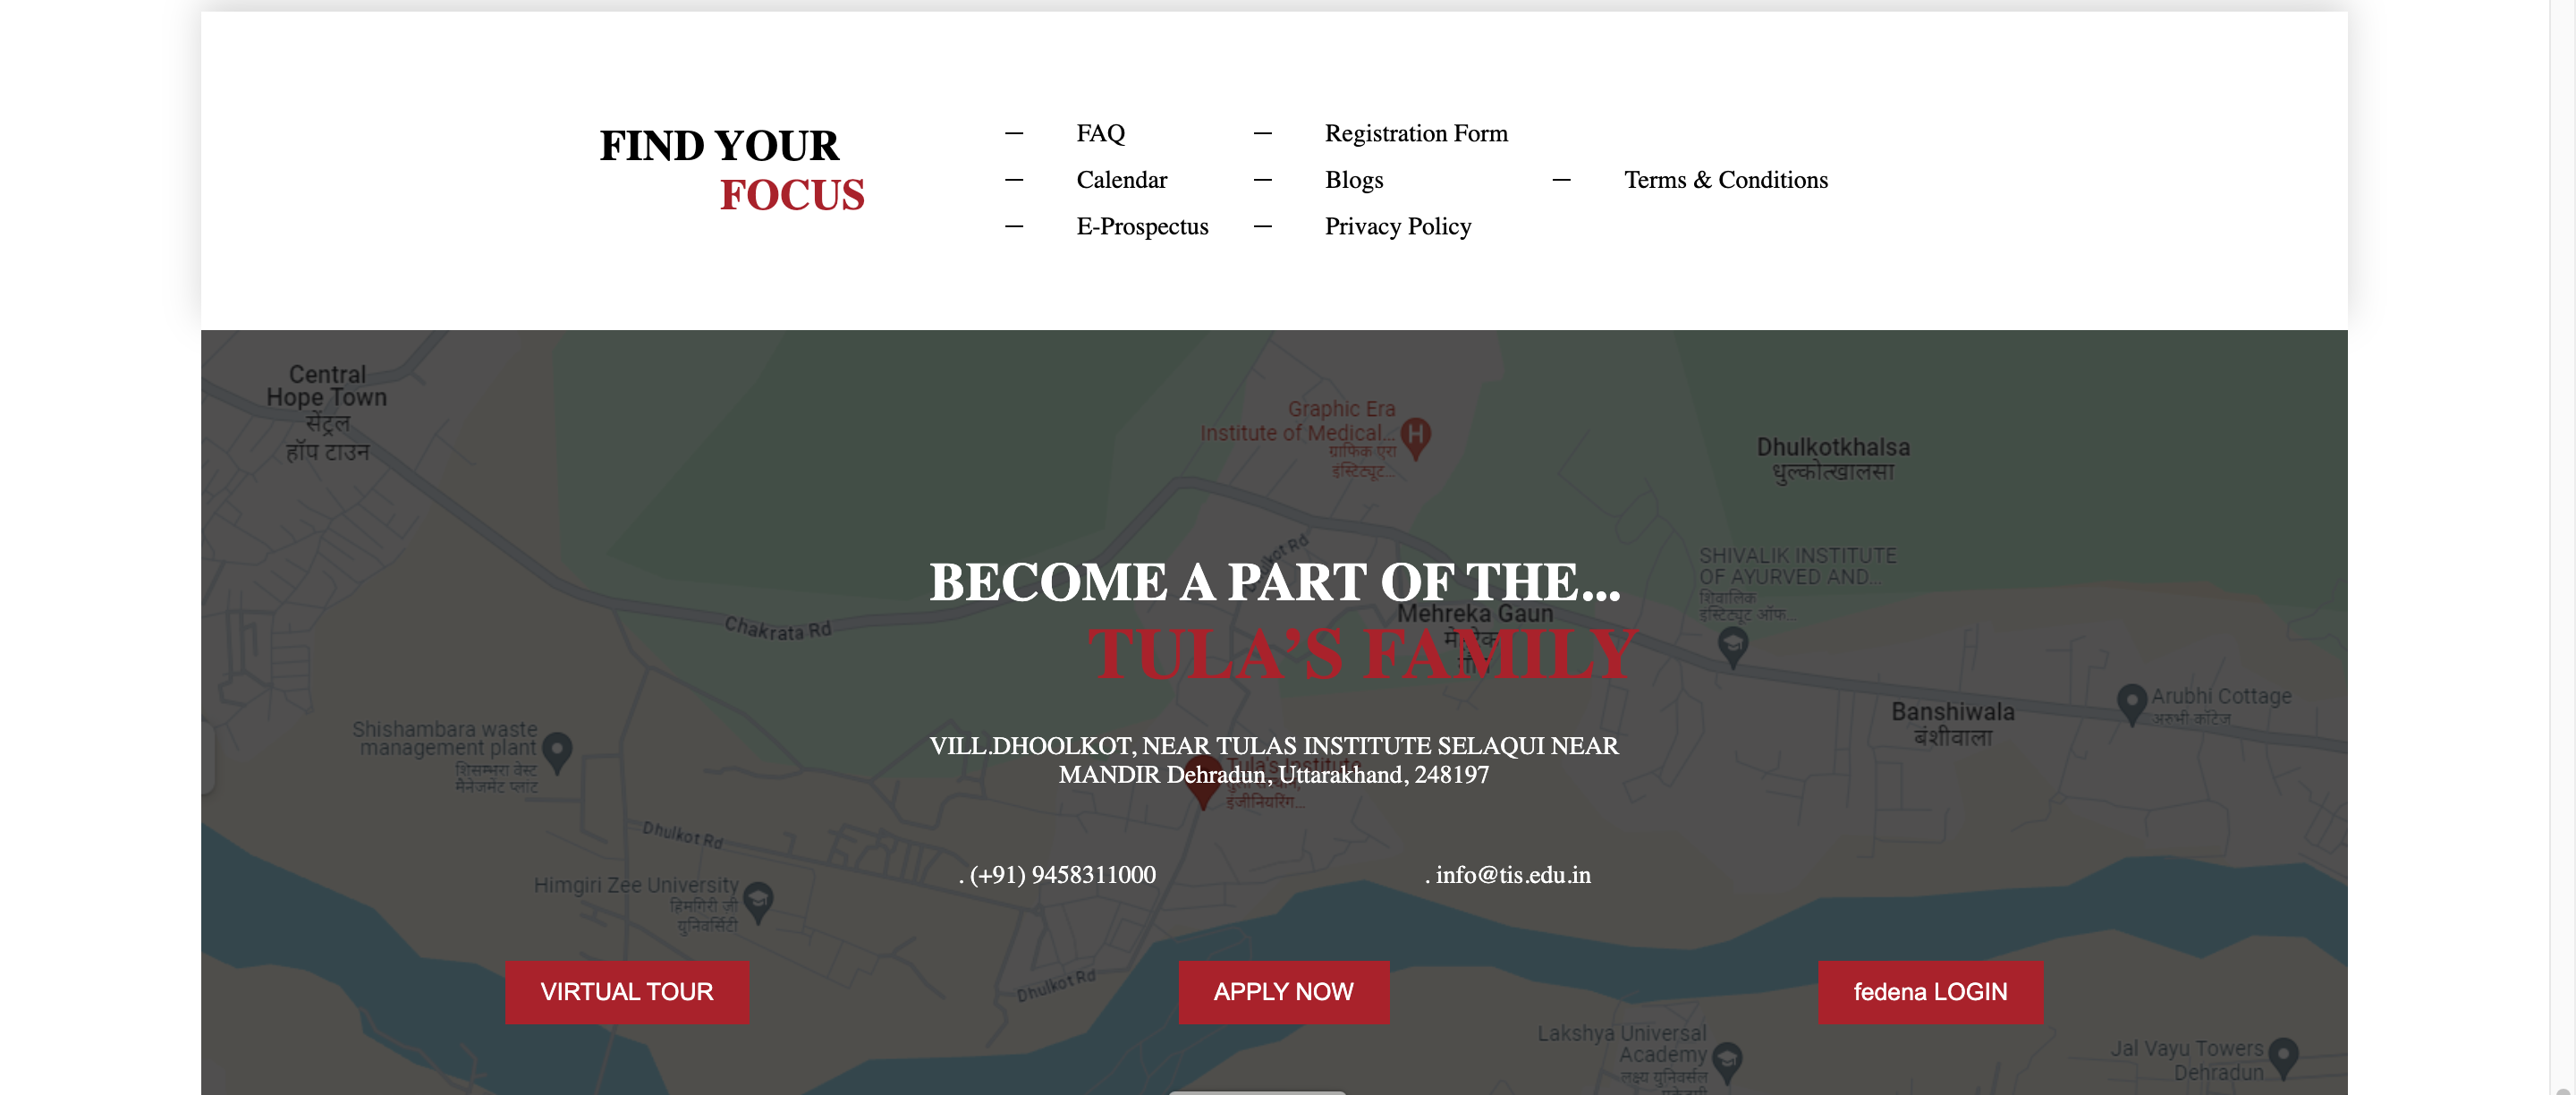 FIND YOUR
FOCUS
— FAQ
— Calendar
— E-Prospectus
— Registration Form
— Blogs
— Privacy Policy
— Terms & Conditions
Central
Hope Town
सेंट्रल
हॉप टाउन
Graphic Era
Institute of Medical...
ग्राफिक एरा
इंस्टिट्यूट...
H
Dhulkotkhalsa
धुल्कोत्खालसा
SHIVALIK INSTITUTE
OF AYURVED AND...
शिवालिक
इंस्टिट्यूट ऑफ...
Chakrata Rd
BECOME A PART OF THE...
Mehreka Gaun
TULA’S FAMILY
Arubhi Cottage
अरुभी कॉटेज
Banshiwala
बंशीवाला
Shishambara waste
management plant
शिसम्भरा वेस्ट
मैनेजमेंट प्लांट
VILL.DHOOLKOT, NEAR TULAS INSTITUTE SELAQUI NEAR
MANDIR Dehradun, Uttarakhand, 248197
Tula's Institute
इंजीनियरिंग...
Dhulkot Rd
. (+91) 9458311000
. info@tis.edu.in
Himgiri Zee University
हिमगिरी जी
युनिवर्सिटी
VIRTUAL TOUR
APPLY NOW
fedena LOGIN
Dhulkot Rd
Lakshya Universal
Academy
लक्ष्य युनिवर्सल
Jal Vayu Towers
Dehradun